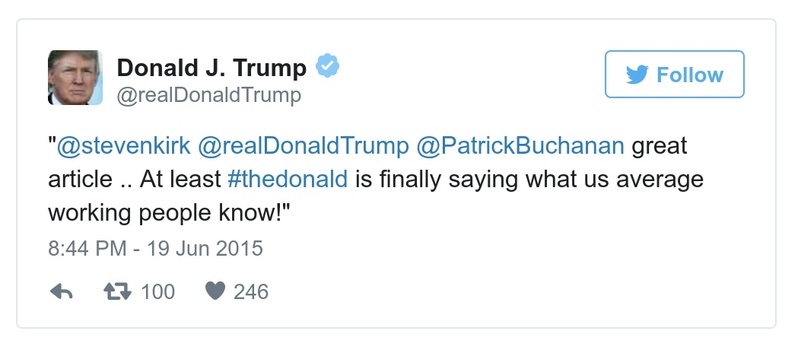 Donald J. Trump
@realDonaldTrump
Follow
"@stevenkirk @realDonaldTrump @PatrickBuchanan great
article .. At least #thedonald is finally saying what us average
working people know!"
8:44 PM - 19 Jun 2015
100 246